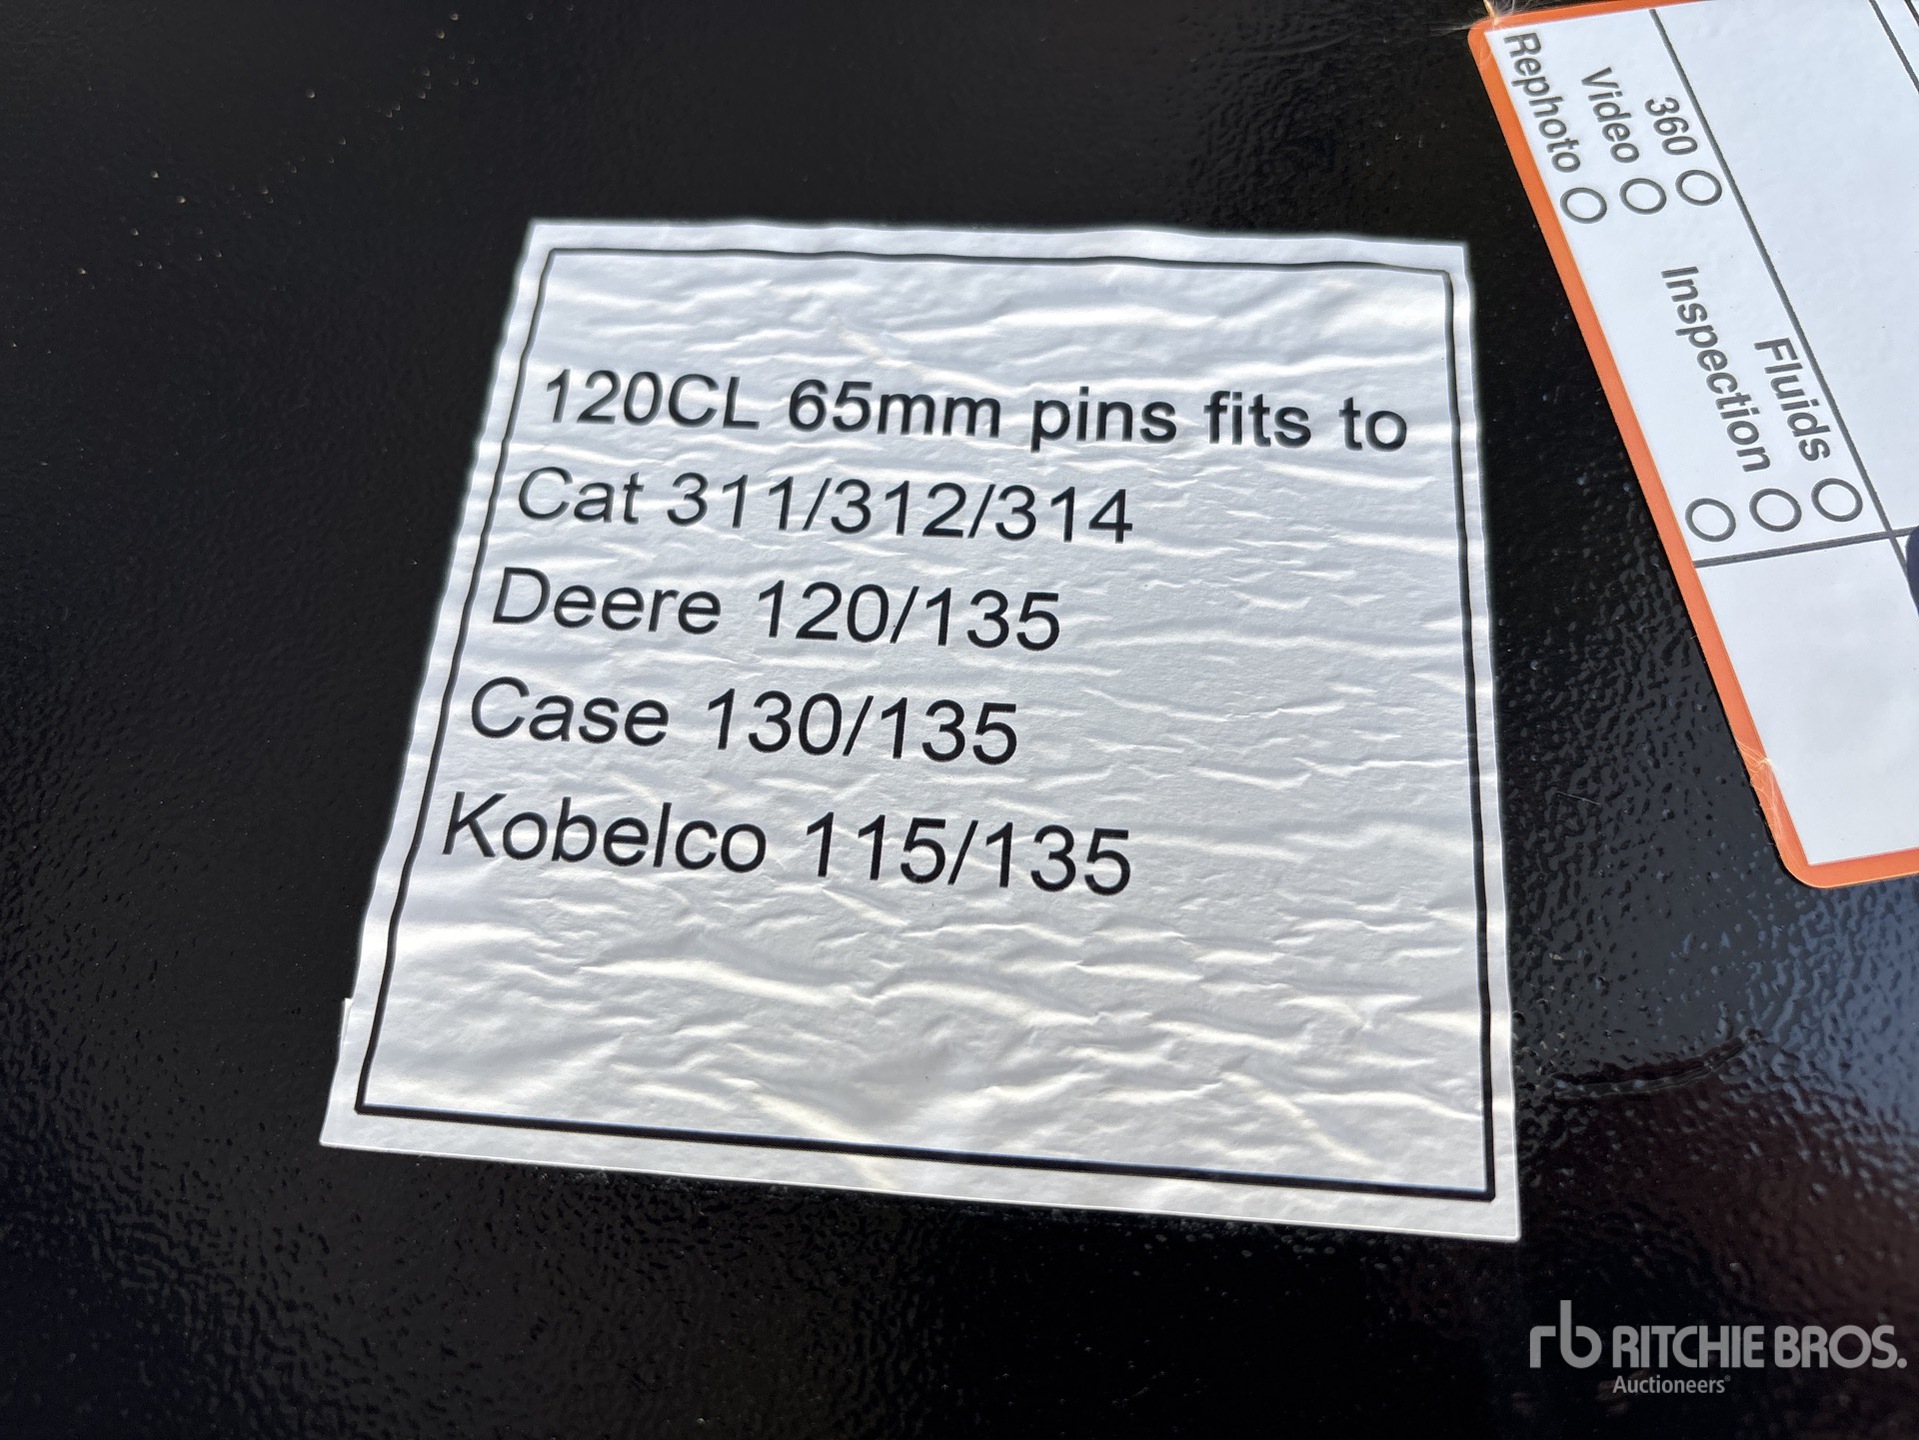 120CL 65mm pins fits to
Cat 311/312/314
Deere 120/135
Case 130/135
Kobelco 115/135
360
Video
Rephoto
Fluids
Inspection
rb RITCHIE BROS.
Auctioneers®